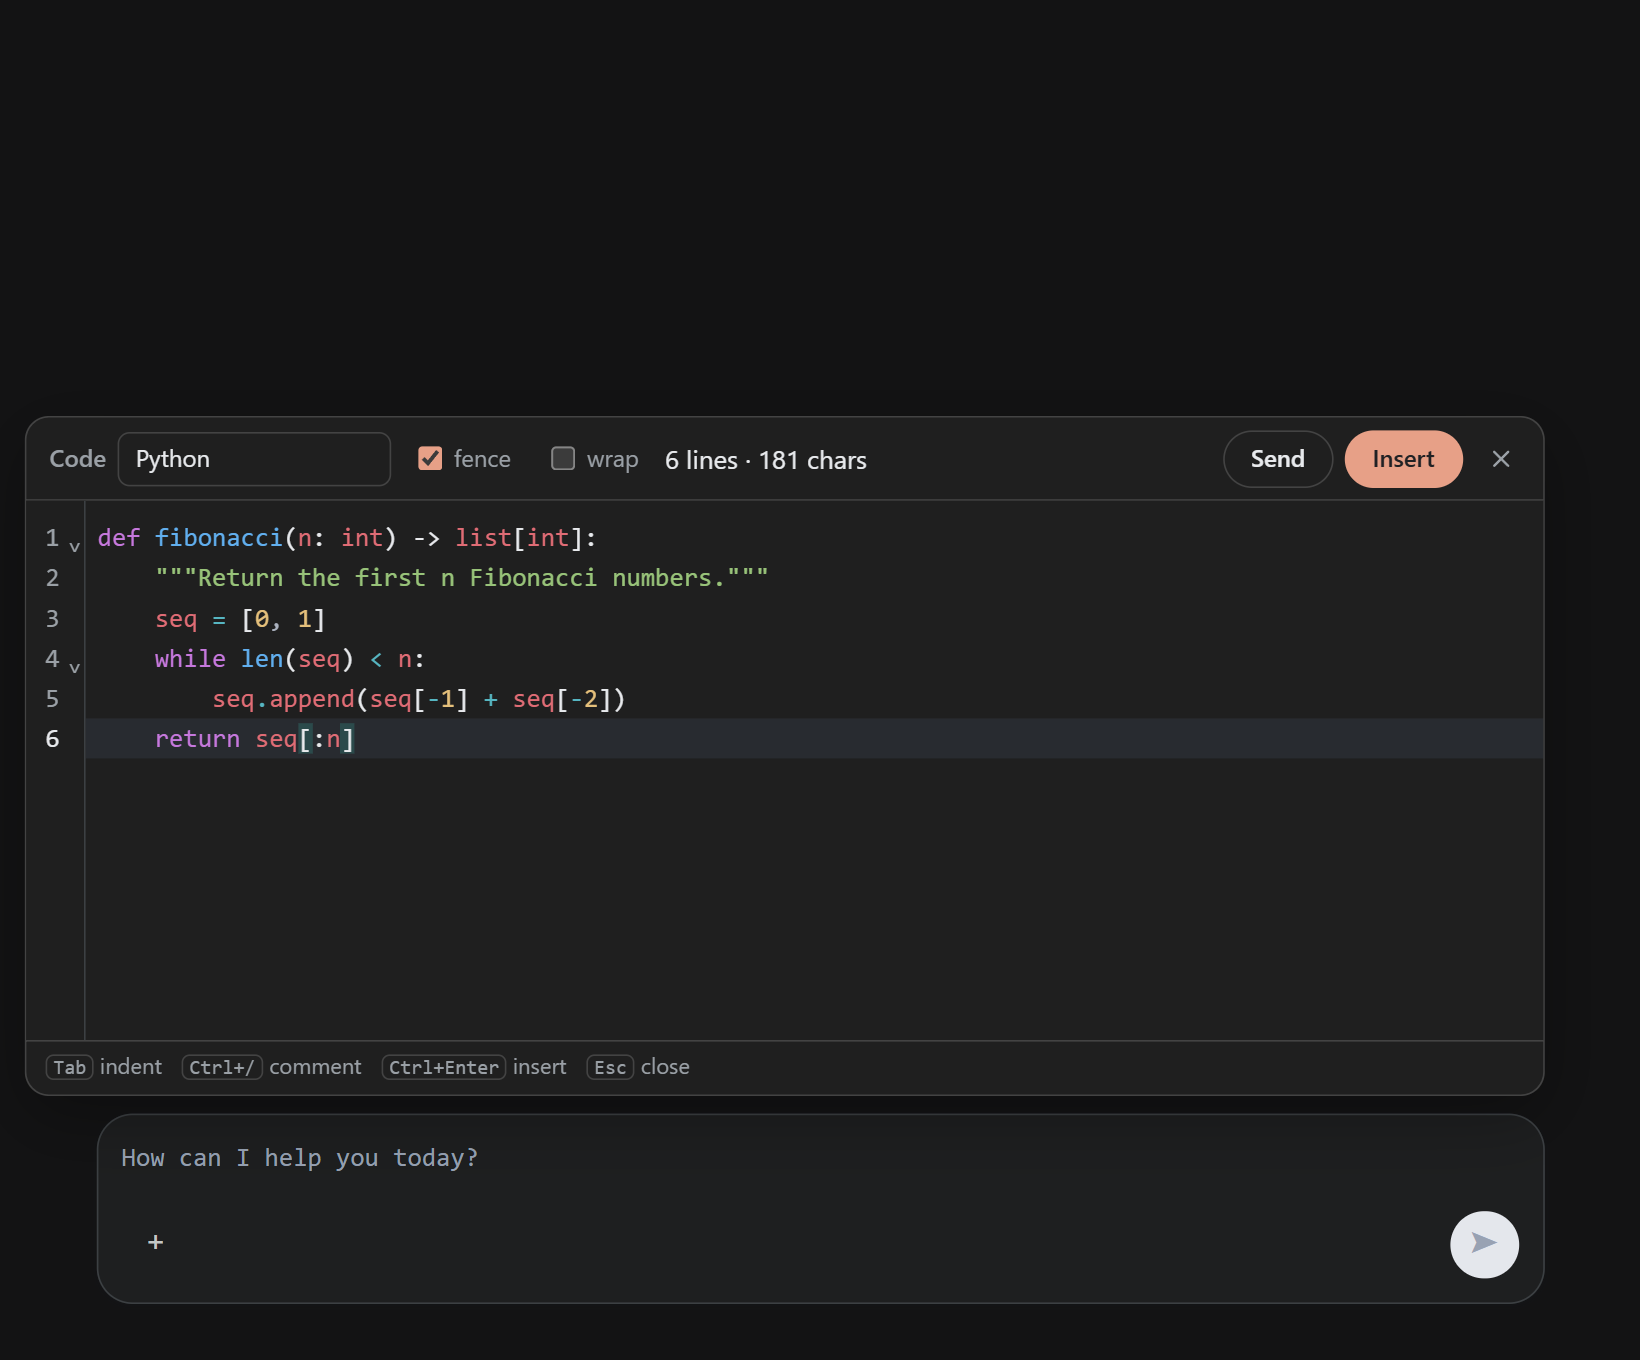 Code Python fence wrap 6 lines · 181 chars Send Insert ×
1 def fibonacci(n: int) -> list[int]:
2     """Return the first n Fibonacci numbers."""
3     seq = [0, 1]
4     while len(seq) < n:
5         seq.append(seq[-1] + seq[-2])
6     return seq[:n]
Tab indent Ctrl+/ comment Ctrl+Enter insert Esc close
How can I help you today?
+